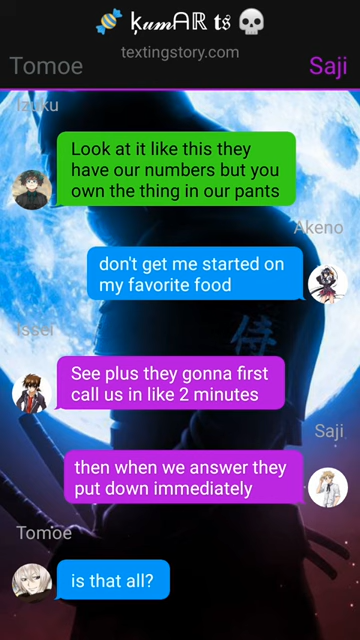 🍬 ķ𝓾𝓶ᗩℝ 𝖙𝔰 💀
textingstory.com
Tomoe
Saji
Izuku
Look at it like this they
have our numbers but you
own the thing in our pants
Akeno
don't get me started on
my favorite food
Issei
See plus they gonna first
call us in like 2 minutes
侍
Saji
then when we answer they
put down immediately
Tomoe
is that all?